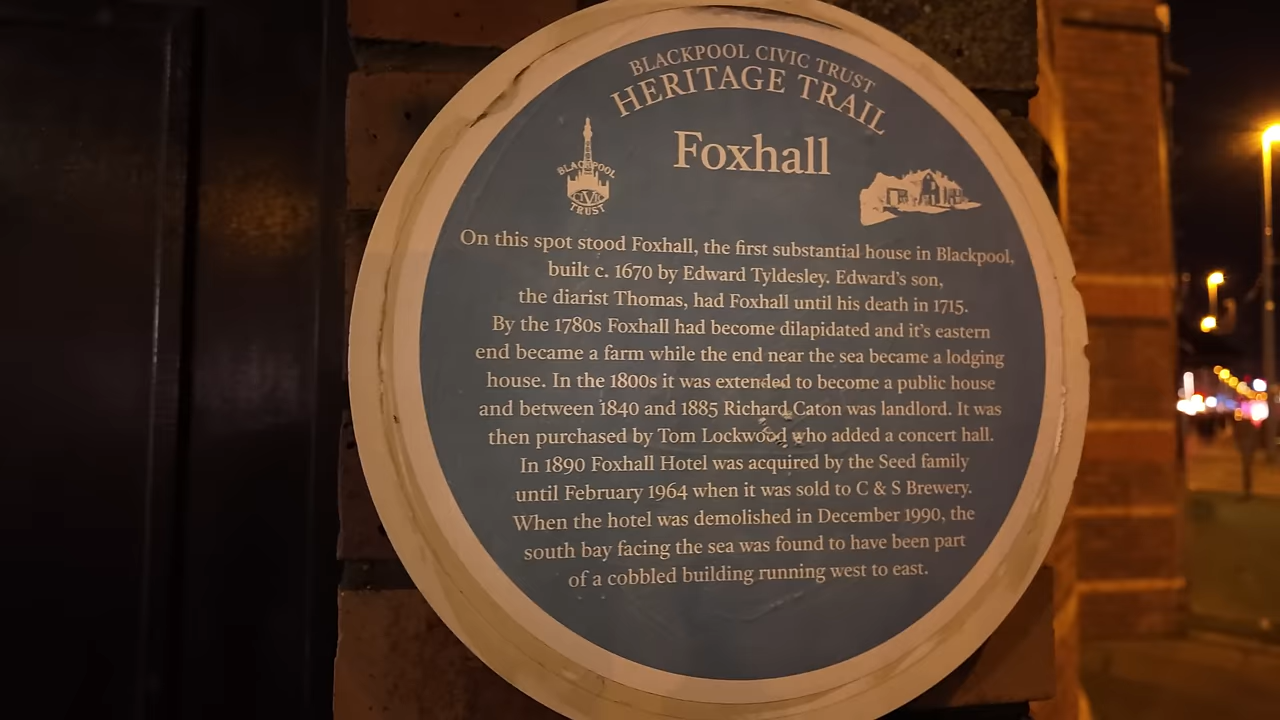 BLACKPOOL CIVIC TRUST
HERITAGE TRAIL
Foxhall
BLACKPOOL
CIVIC
TRUST
On this spot stood Foxhall, the first substantial house in Blackpool,
built c. 1670 by Edward Tyldesley. Edward's son,
the diarist Thomas, had Foxhall until his death in 1715.
By the 1780s Foxhall had become dilapidated and it's eastern
end became a farm while the end near the sea became a lodging
house. In the 1800s it was extended to become a public house
and between 1840 and 1885 Richard Caton was landlord. It was
then purchased by Tom Lockwood who added a concert hall.
In 1890 Foxhall Hotel was acquired by the Seed family
until February 1964 when it was sold to C & S Brewery.
When the hotel was demolished in December 1990, the
south bay facing the sea was found to have been part
of a cobbled building running west to east.